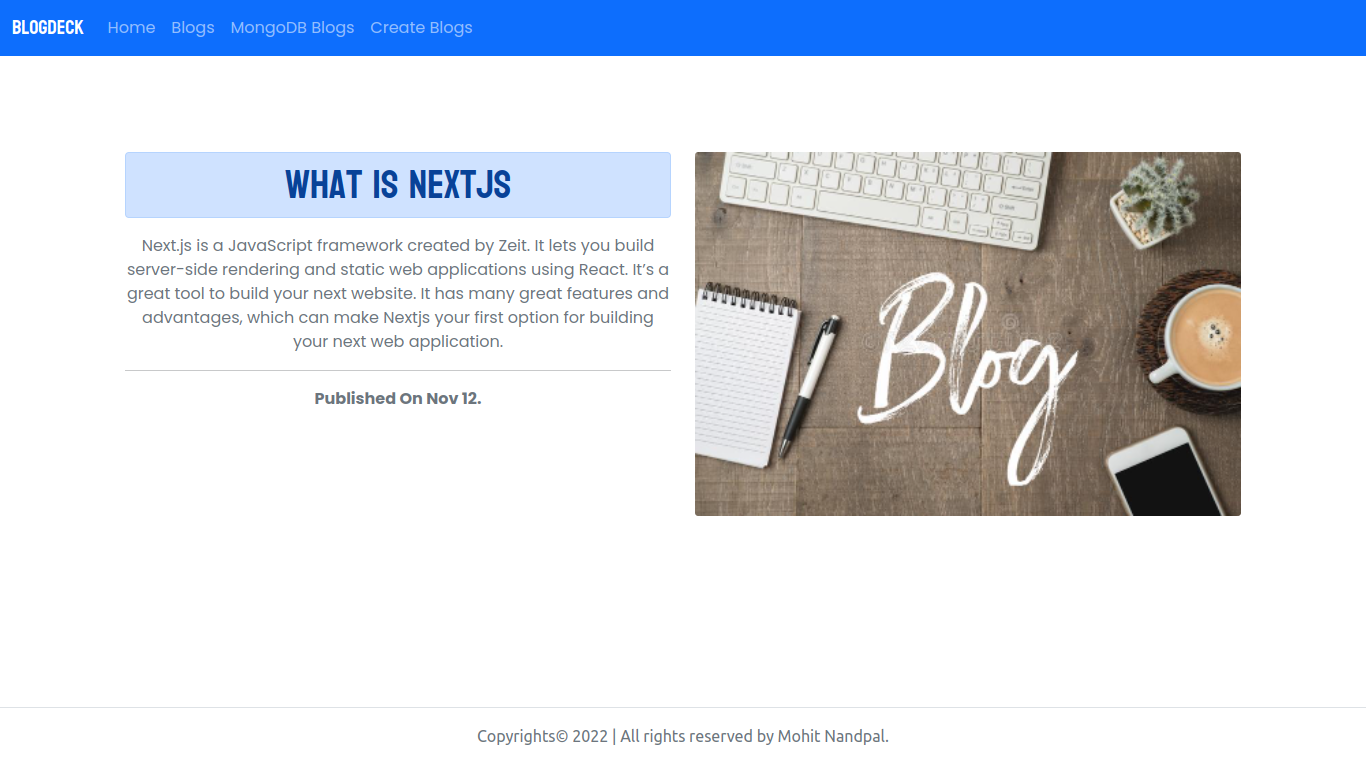 BLOGDECK Home Blogs MongoDB Blogs Create Blogs
WHAT IS NEXTJS
Next.js is a JavaScript framework created by Zeit. It lets you build
server-side rendering and static web applications using React. It’s a
great tool to build your next website. It has many great features and
advantages, which can make Nextjs your first option for building
your next web application.
Published On Nov 12.
Blog
Copyrights© 2022 | All rights reserved by Mohit Nandpal.